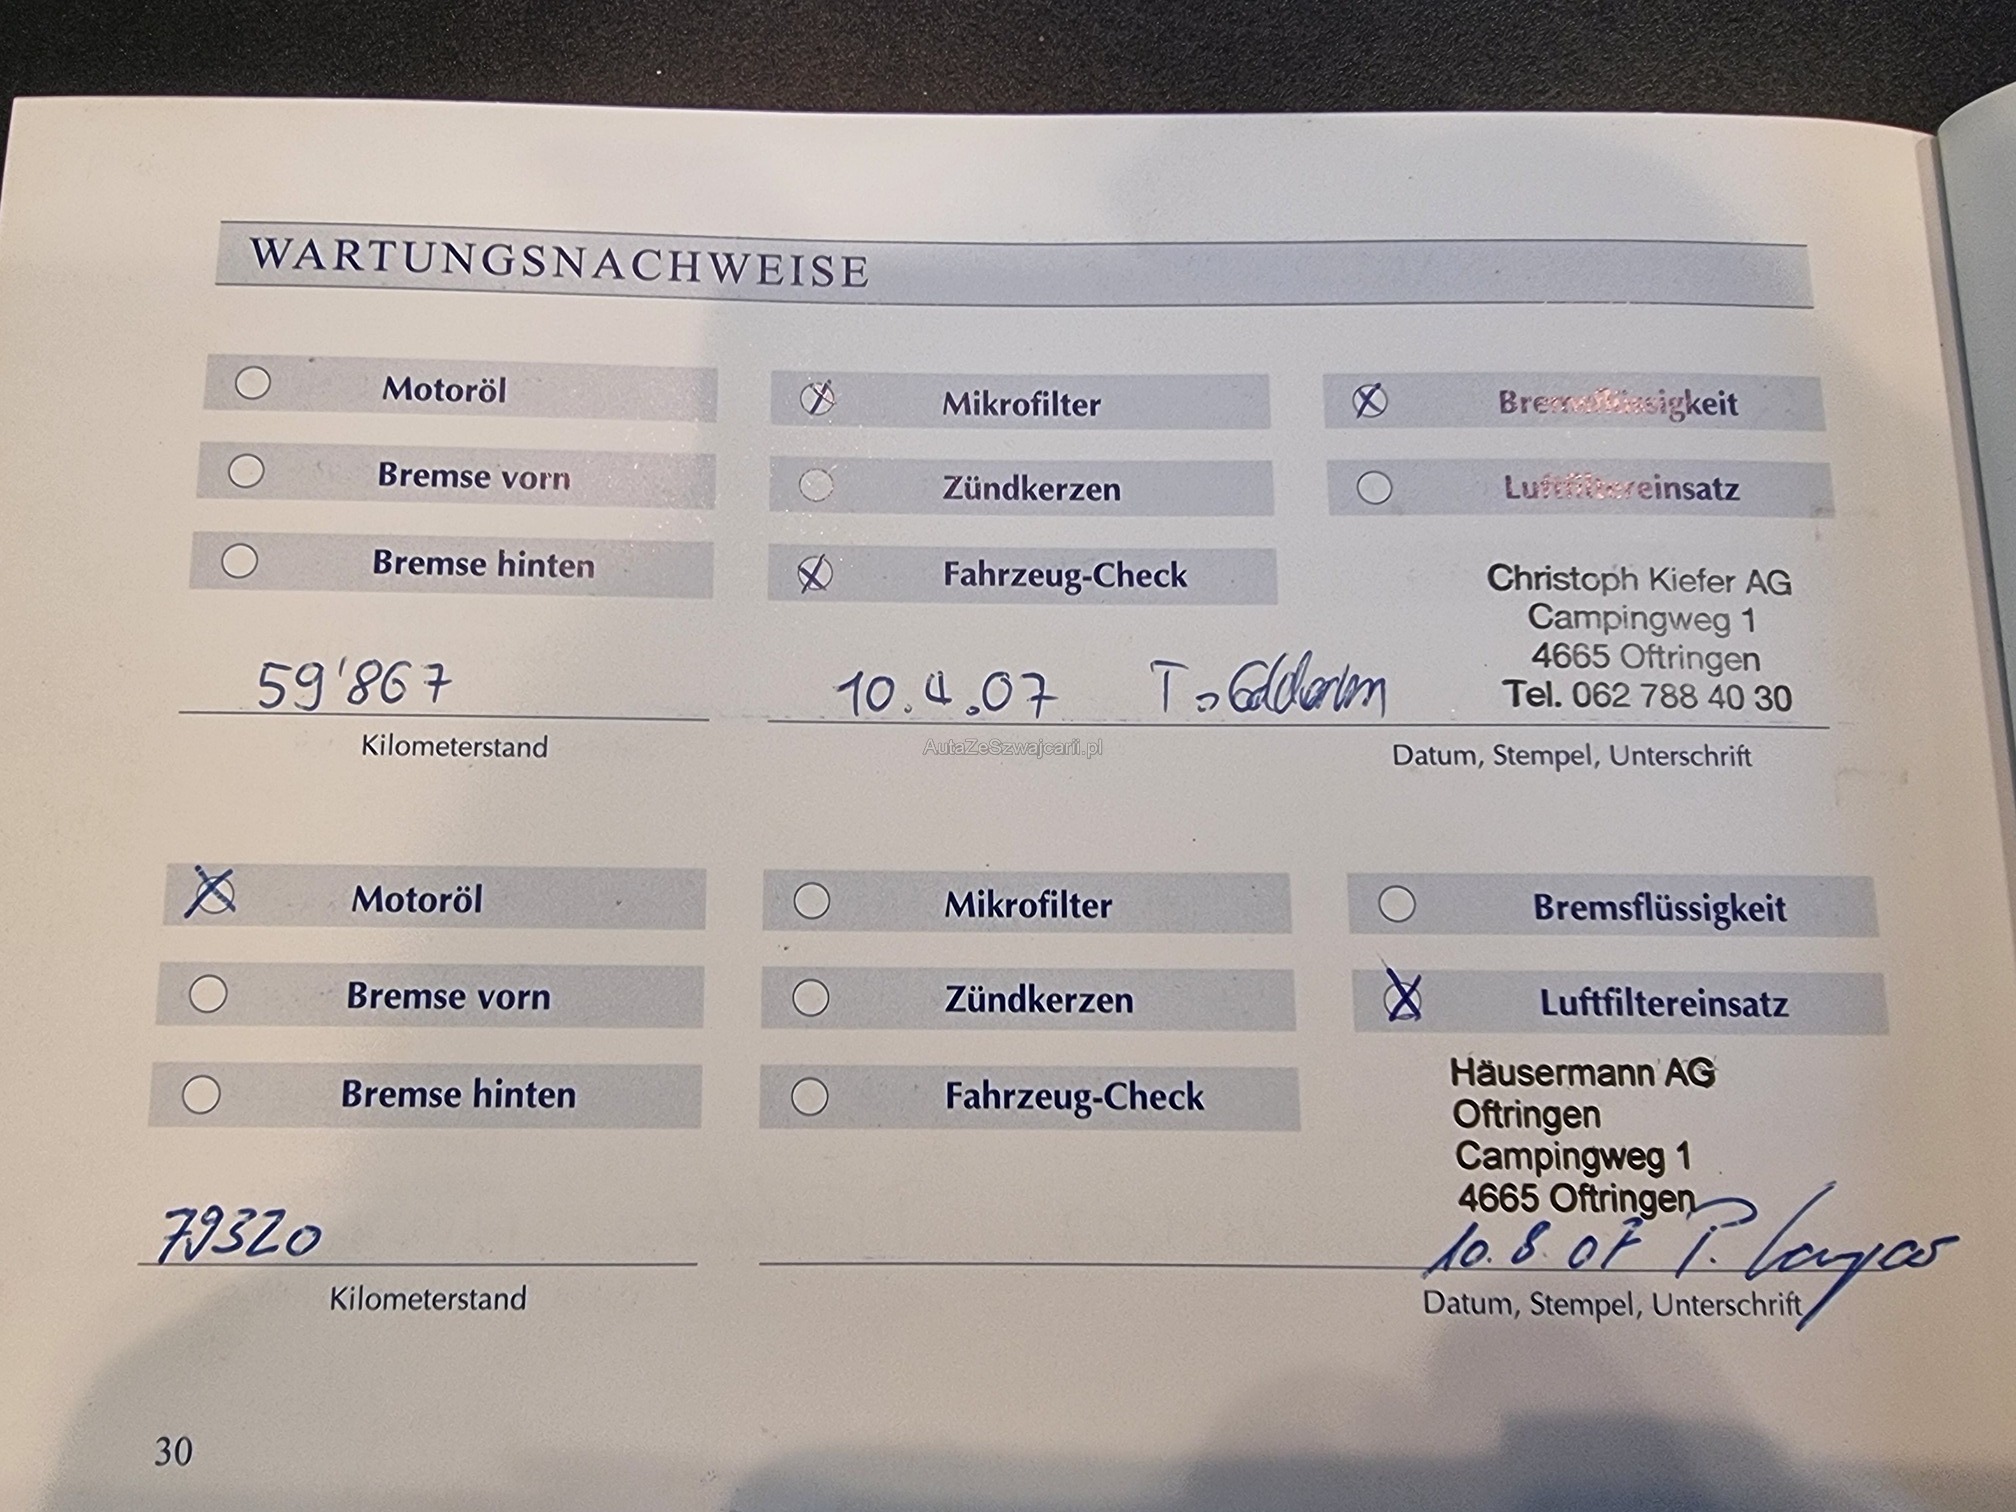 WARTUNGSNACHWEISE
Motoröl Mikrofilter Bremsflüssigkeit
Bremse vorn Zündkerzen Luftfiltereinsatz
Bremse hinten Fahrzeug-Check
Christoph Kiefer AG
Campingweg 1
4665 Oftringen
Tel. 062 788 40 30
59'867 10.4.07 T.
Kilometerstand Datum, Stempel, Unterschrift
AutaZeSzwajcarii.pl
Motoröl Mikrofilter Bremsflüssigkeit
Bremse vorn Zündkerzen Luftfiltereinsatz
Bremse hinten Fahrzeug-Check
Häusermann AG
Oftringen
Campingweg 1
4665 Oftringen
79320 10.8.07 P.
Kilometerstand Datum, Stempel, Unterschrift
30